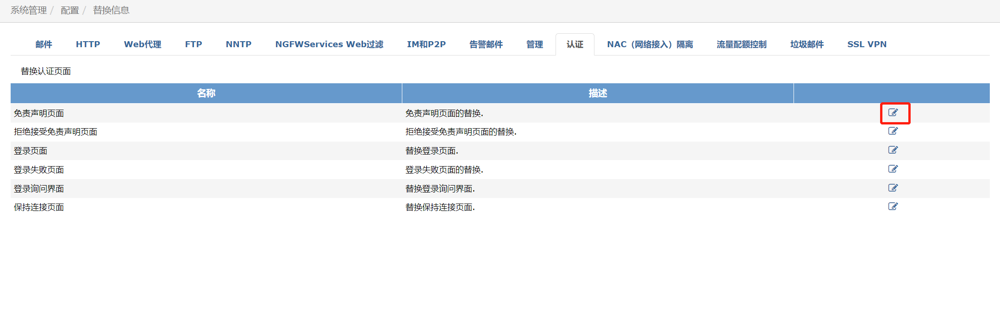 系统管理/ 配置/ 替换信息
邮件 HTTP Web代理 FTP NNTP NGFWServices Web过滤 IM和P2P 告警邮件 管理 认证 NAC（网络接入）隔离 流量配额控制 垃圾邮件 SSL VPN
替换认证页面
名称 描述
免责声明页面 免责声明页面的替换.
拒绝接受免责声明页面 拒绝接受免责声明页面的替换.
登录页面 替换登录页面.
登录失败页面 登录失败页面的替换.
登录询问界面 替换登录询问界面.
保持连接页面 替换保持连接页面.